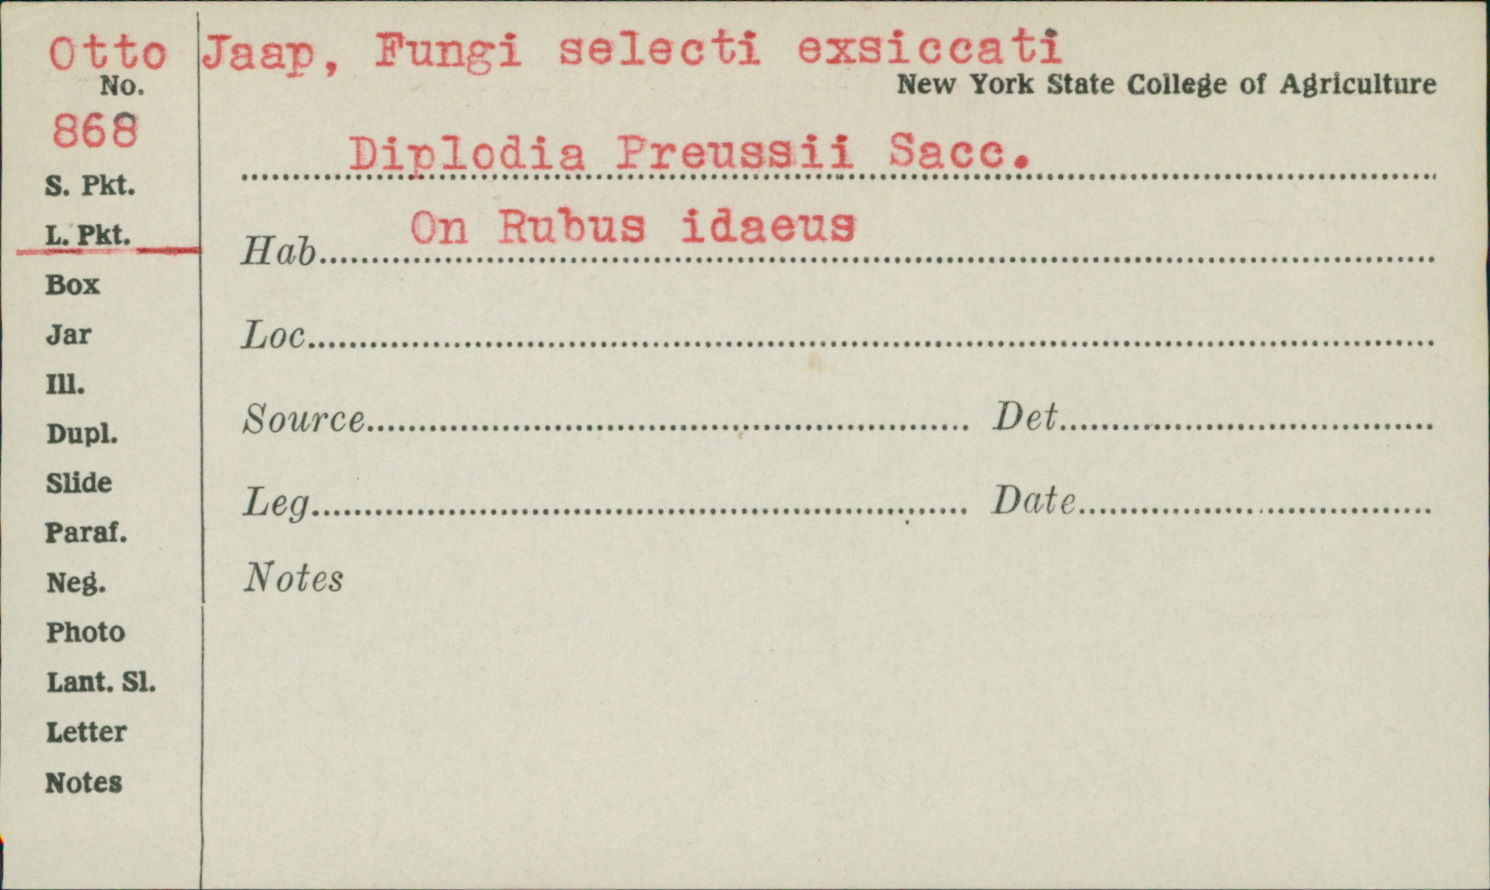 Otto Jaap, Fungi selecti exsiccati
No.
New York State College of Agriculture
868
Diplodia Preussii Sacc.
S. Pkt.
L. Pkt.
On Rubus idaeus
Hab.
Box
Jar
Loc.
Ill.
Dupl.
Source
Det.
Slide
Leg.
Date
Paraf.
Neg.
Notes
Photo
Lant. Sl.
Letter
Notes